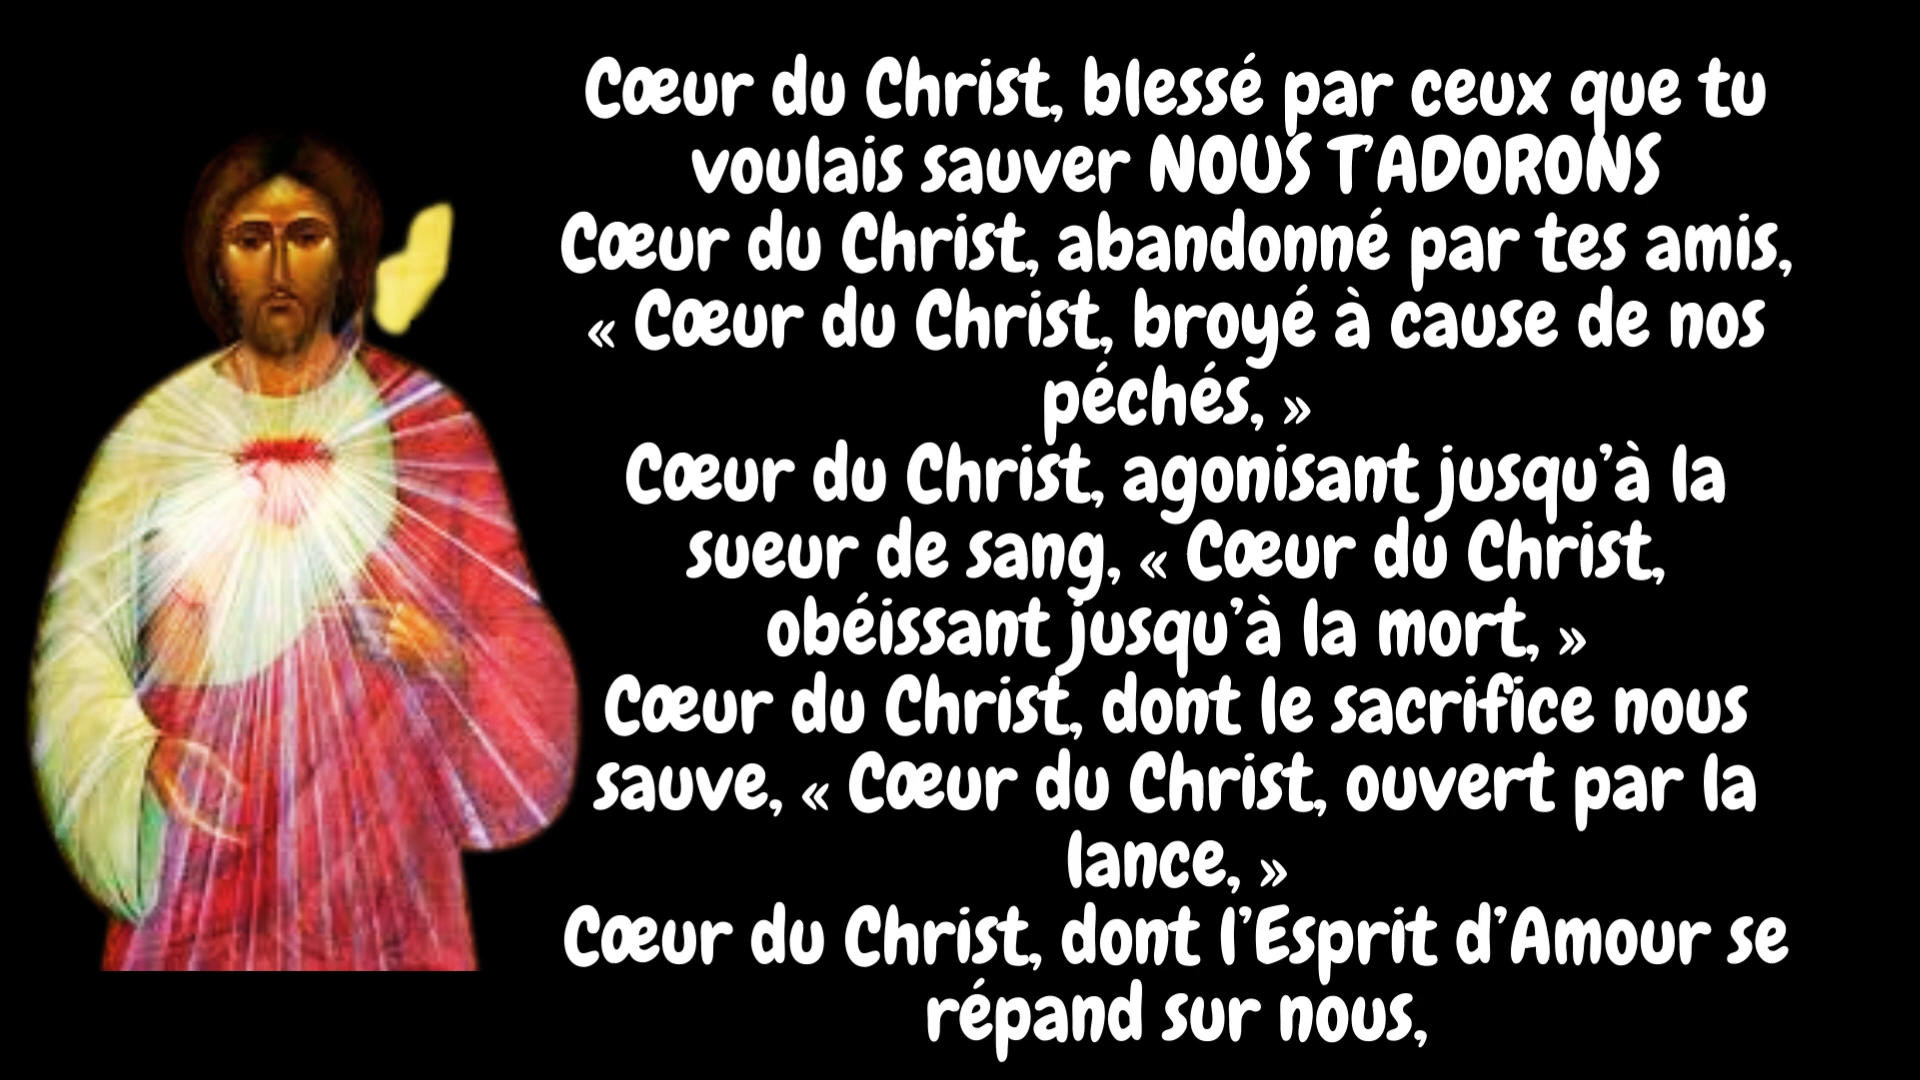 Cœur du Christ, blessé par ceux que tu
voulais sauver NOUS T'ADORONS
Cœur du Christ, abandonné par tes amis,
« Cœur du Christ, broyé à cause de nos
péchés, »
Cœur du Christ, agonisant jusqu’à la
sueur de sang, « Cœur du Christ,
obéissant jusqu’à la mort, »
Cœur du Christ, dont le sacrifice nous
sauve, « Cœur du Christ, ouvert par la
lance, »
Cœur du Christ, dont l’Esprit d’Amour se
répand sur nous,